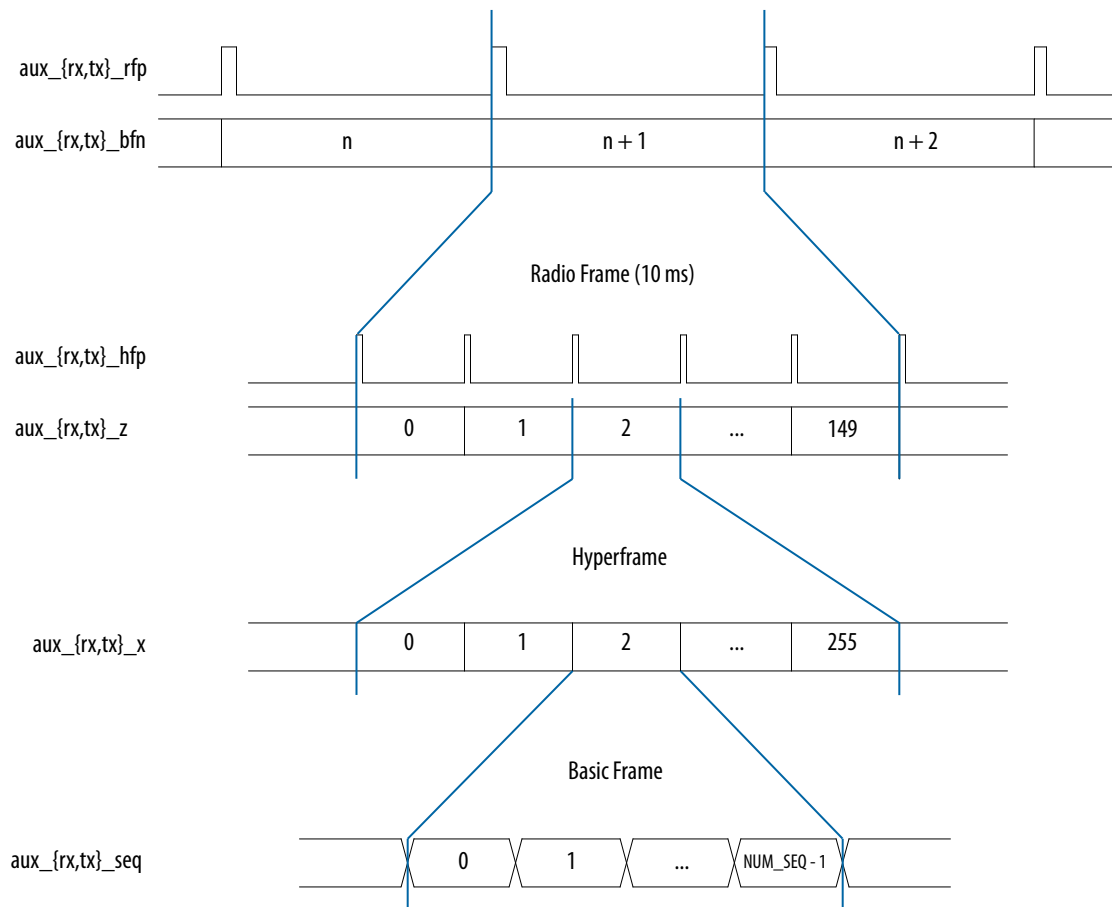 aux_{rx,tx}_rfp
aux_{rx,tx}_bfn n n + 1 n + 2
Radio Frame (10 ms)
aux_{rx,tx}_hfp
aux_{rx,tx}_z 0 1 2 ... 149
Hyperframe
aux_{rx,tx}_x 0 1 2 ... 255
Basic Frame
aux_{rx,tx}_seq 0 1 ... NUM_SEQ - 1